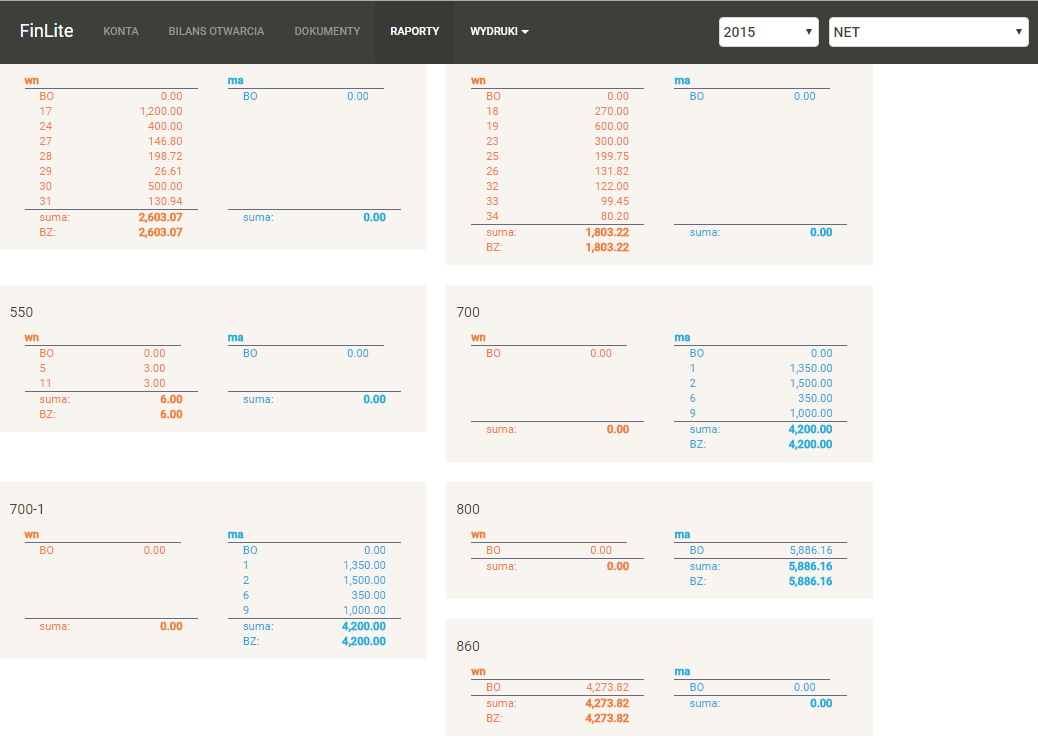 FinLite KONTA BILANS OTWARCIA DOKUMENTY RAPORTY WYDRUKI 2015 NET
wn ma
BO 0.00 BO 0.00
17 1,200.00
24 400.00
27 146.80
28 198.72
29 26.61
30 500.00
31 130.94
suma: 2,603.07 suma: 0.00
BZ: 2,603.07
wn ma
BO 0.00 BO 0.00
18 270.00
19 600.00
23 300.00
25 199.75
26 131.82
32 122.00
33 99.45
34 80.20
suma: 1,803.22 suma: 0.00
BZ: 1,803.22
550
wn ma
BO 0.00 BO 0.00
5 3.00
11 3.00
suma: 6.00 suma: 0.00
BZ: 6.00
700
wn ma
BO 0.00 BO 0.00
1 1,350.00
2 1,500.00
6 350.00
9 1,000.00
suma: 0.00 suma: 4,200.00
BZ: 4,200.00
700-1
wn ma
BO 0.00 BO 0.00
1 1,350.00
2 1,500.00
6 350.00
9 1,000.00
suma: 0.00 suma: 4,200.00
BZ: 4,200.00
800
wn ma
BO 0.00 BO 5,886.16
suma: 0.00 suma: 5,886.16
BZ: 5,886.16
860
wn ma
BO 4,273.82 BO 0.00
suma: 4,273.82 suma: 0.00
BZ: 4,273.82